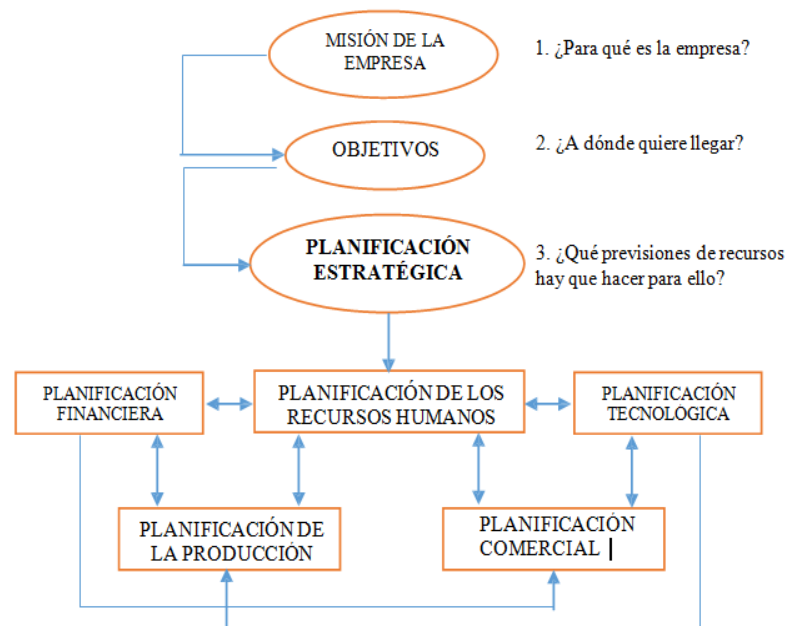 MISIÓN DE LA
EMPRESA
1. ¿Para qué es la empresa?
OBJETIVOS
2. ¿A dónde quiere llegar?
PLANIFICACIÓN
ESTRATÉGICA
3. ¿Qué previsiones de recursos
hay que hacer para ello?
PLANIFICACIÓN
FINANCIERA
PLANIFICACIÓN DE LOS
RECURSOS HUMANOS
PLANIFICACIÓN
TECNOLÓGICA
PLANIFICACIÓN DE
LA PRODUCCIÓN
PLANIFICACIÓN
COMERCIAL